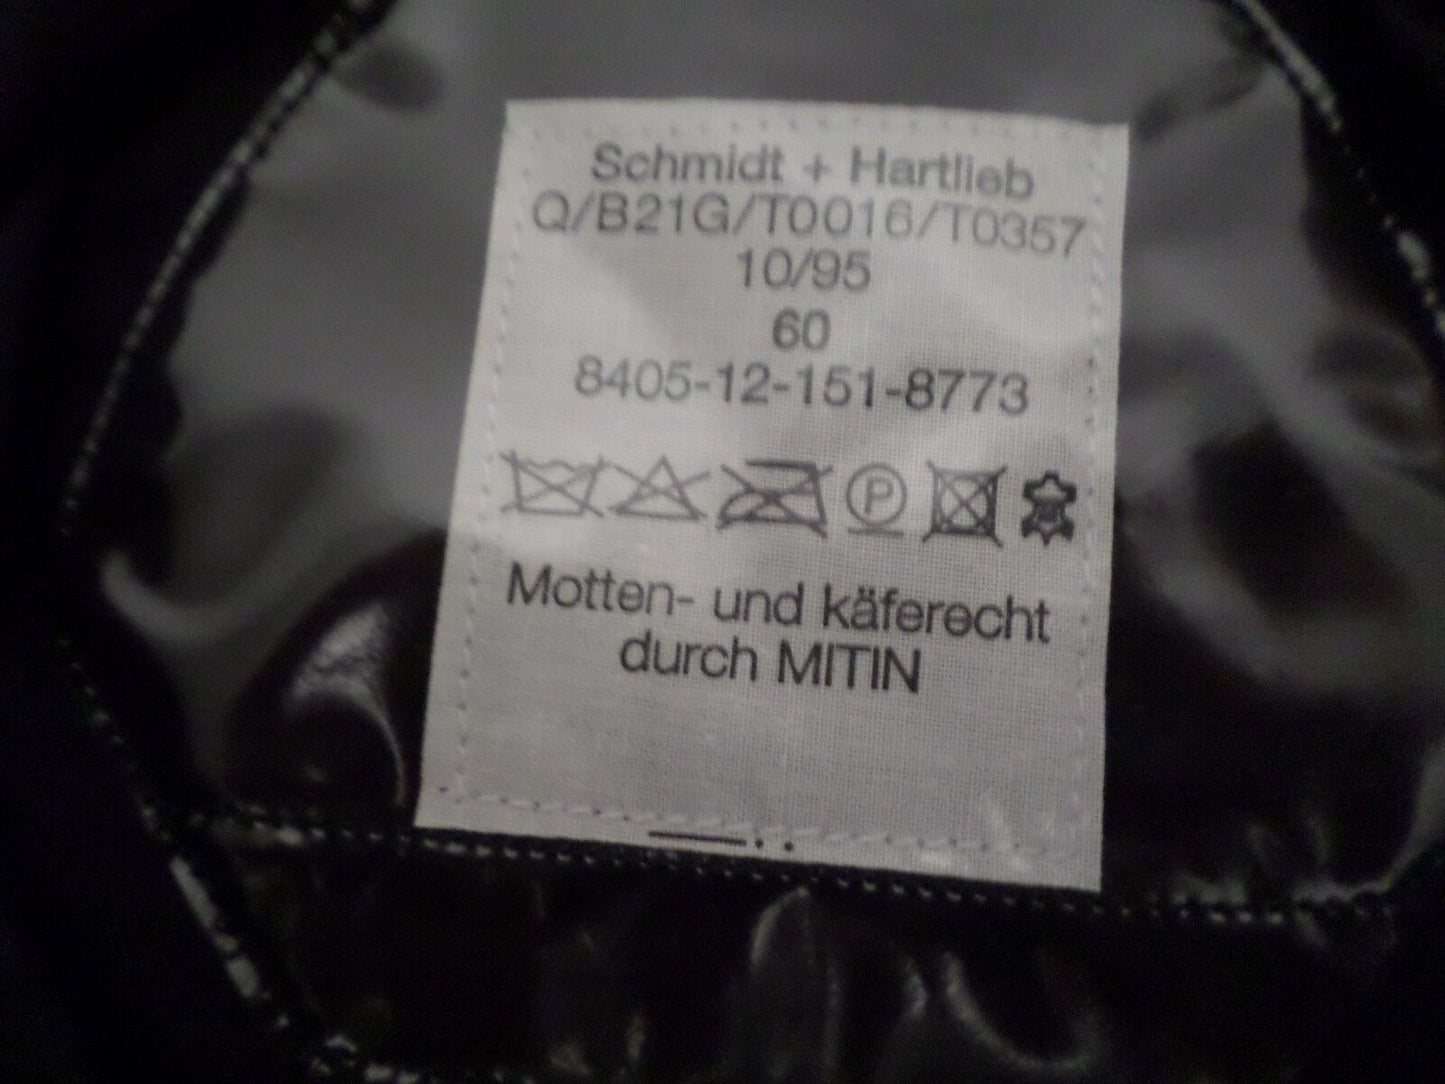 Schmidt + Hartlieb
Q/B21G/T0016/T0357
10/95
60
8405-12-151-8773
P
Motten- und käferecht
durch MITIN